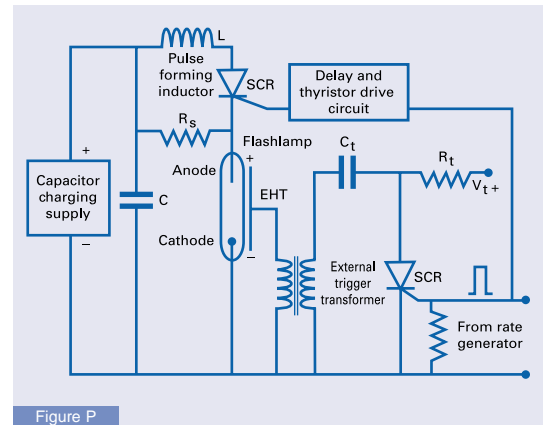 L
Pulse
forming
inductor
SCR
Delay and
thyristor drive
circuit
Rs
Flashlamp
Ct
Rt
+
+
Anode
EHT
Vt+
Capacitor
charging
supply
C
–
Cathode
–
External
trigger
transformer
SCR
From rate
generator
Figure P